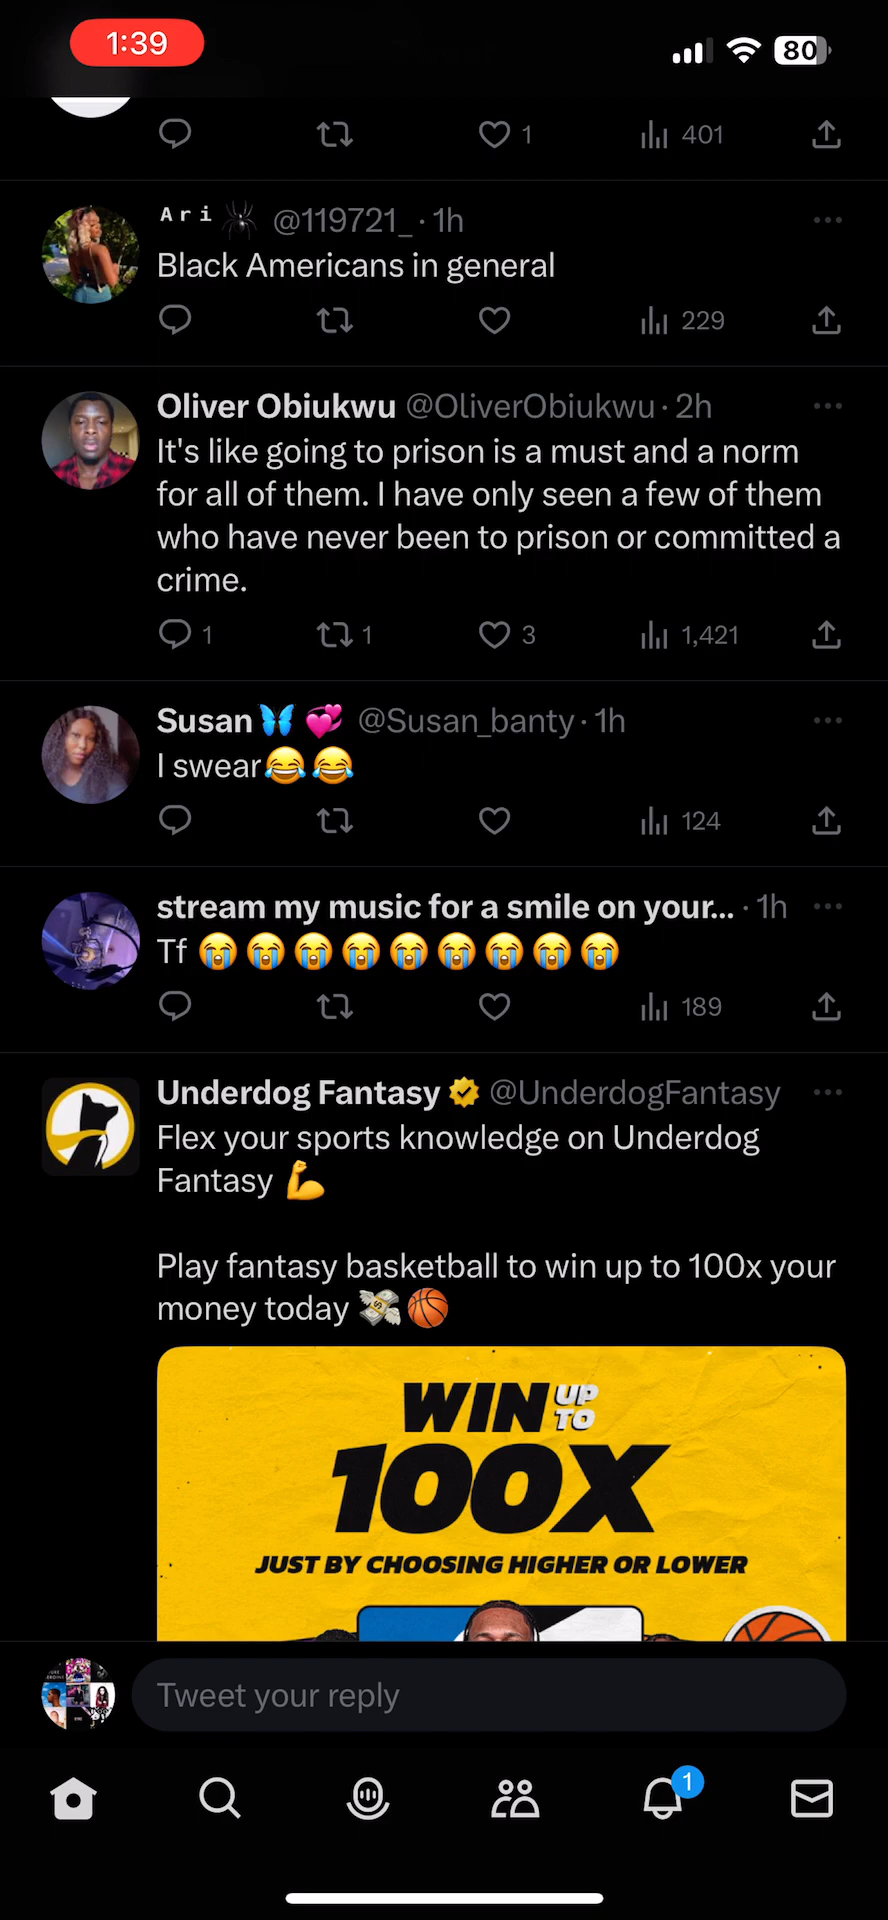 1:39
80
1
401
Ari 🕷 @119721_ · 1h
Black Americans in general
229
Oliver Obiukwu @OliverObiukwu · 2h
It's like going to prison is a must and a norm
for all of them. I have only seen a few of them
who have never been to prison or committed a
crime.
1
1
3
1,421
Susan🦋 💞 @Susan_banty · 1h
I swear😂😂
124
stream my music for a smile on your... · 1h
Tf 😭😭😭😭😭😭😭😭😭
189
Underdog Fantasy @UnderdogFantasy
Flex your sports knowledge on Underdog
Fantasy 💪
Play fantasy basketball to win up to 100x your
money today 💸🏀
WIN UP TO
100X
JUST BY CHOOSING HIGHER OR LOWER
Tweet your reply
1